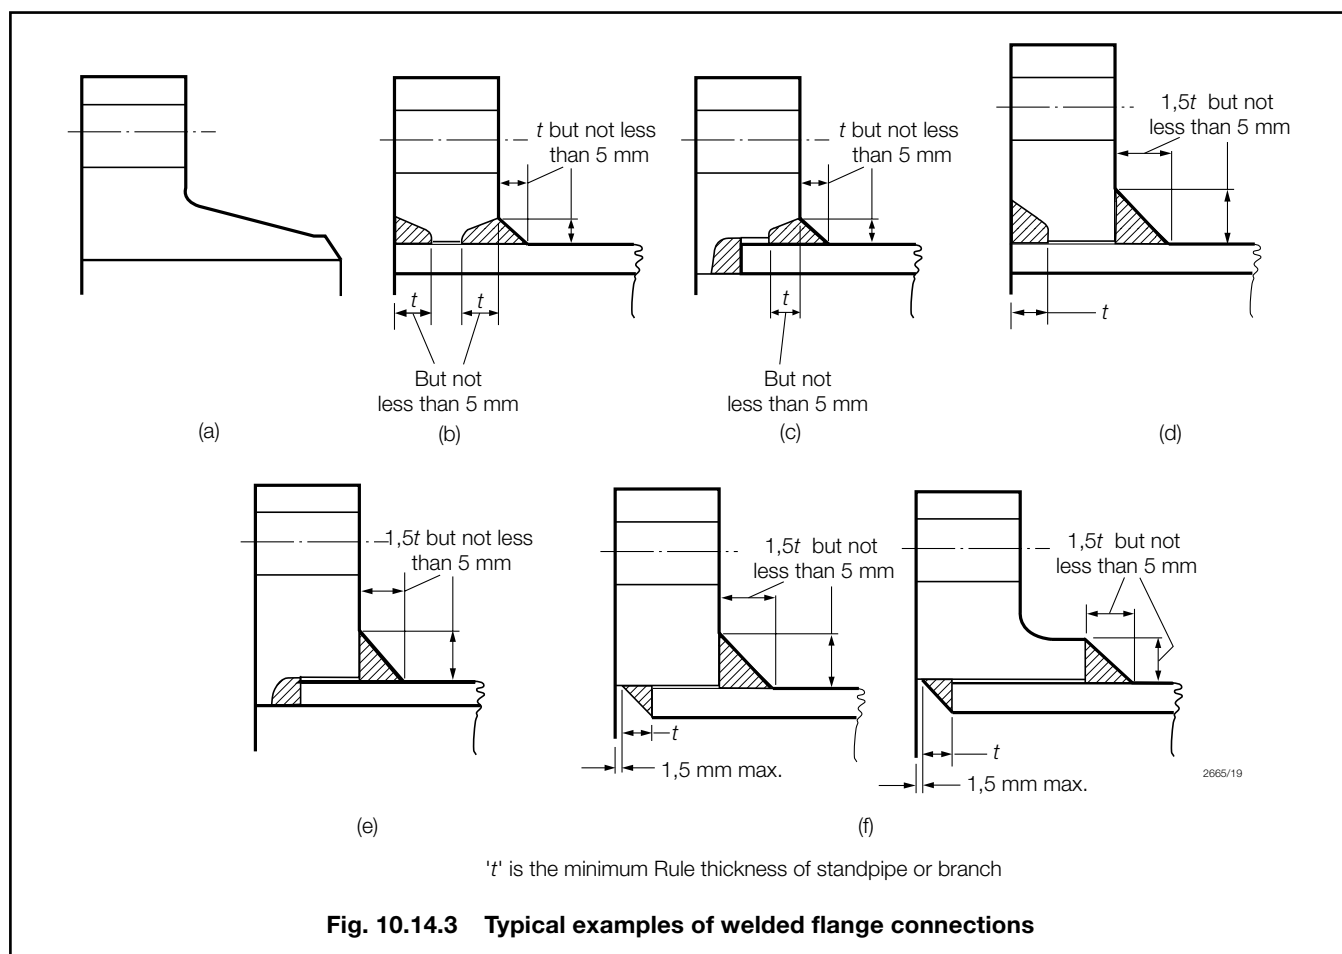 t but not less
than 5 mm
t
t
But not
less than 5 mm
t but not less
than 5 mm
t
But not
less than 5 mm
1,5t but not
less than 5 mm
t
(a)
(b)
(c)
(d)
1,5t but not less
than 5 mm
1,5t but not
less than 5 mm
t
1,5 mm max.
1,5t but not
less than 5 mm
t
1,5 mm max.
2665/19
(e)
(f)
't' is the minimum Rule thickness of standpipe or branch
Fig. 10.14.3 Typical examples of welded flange connections